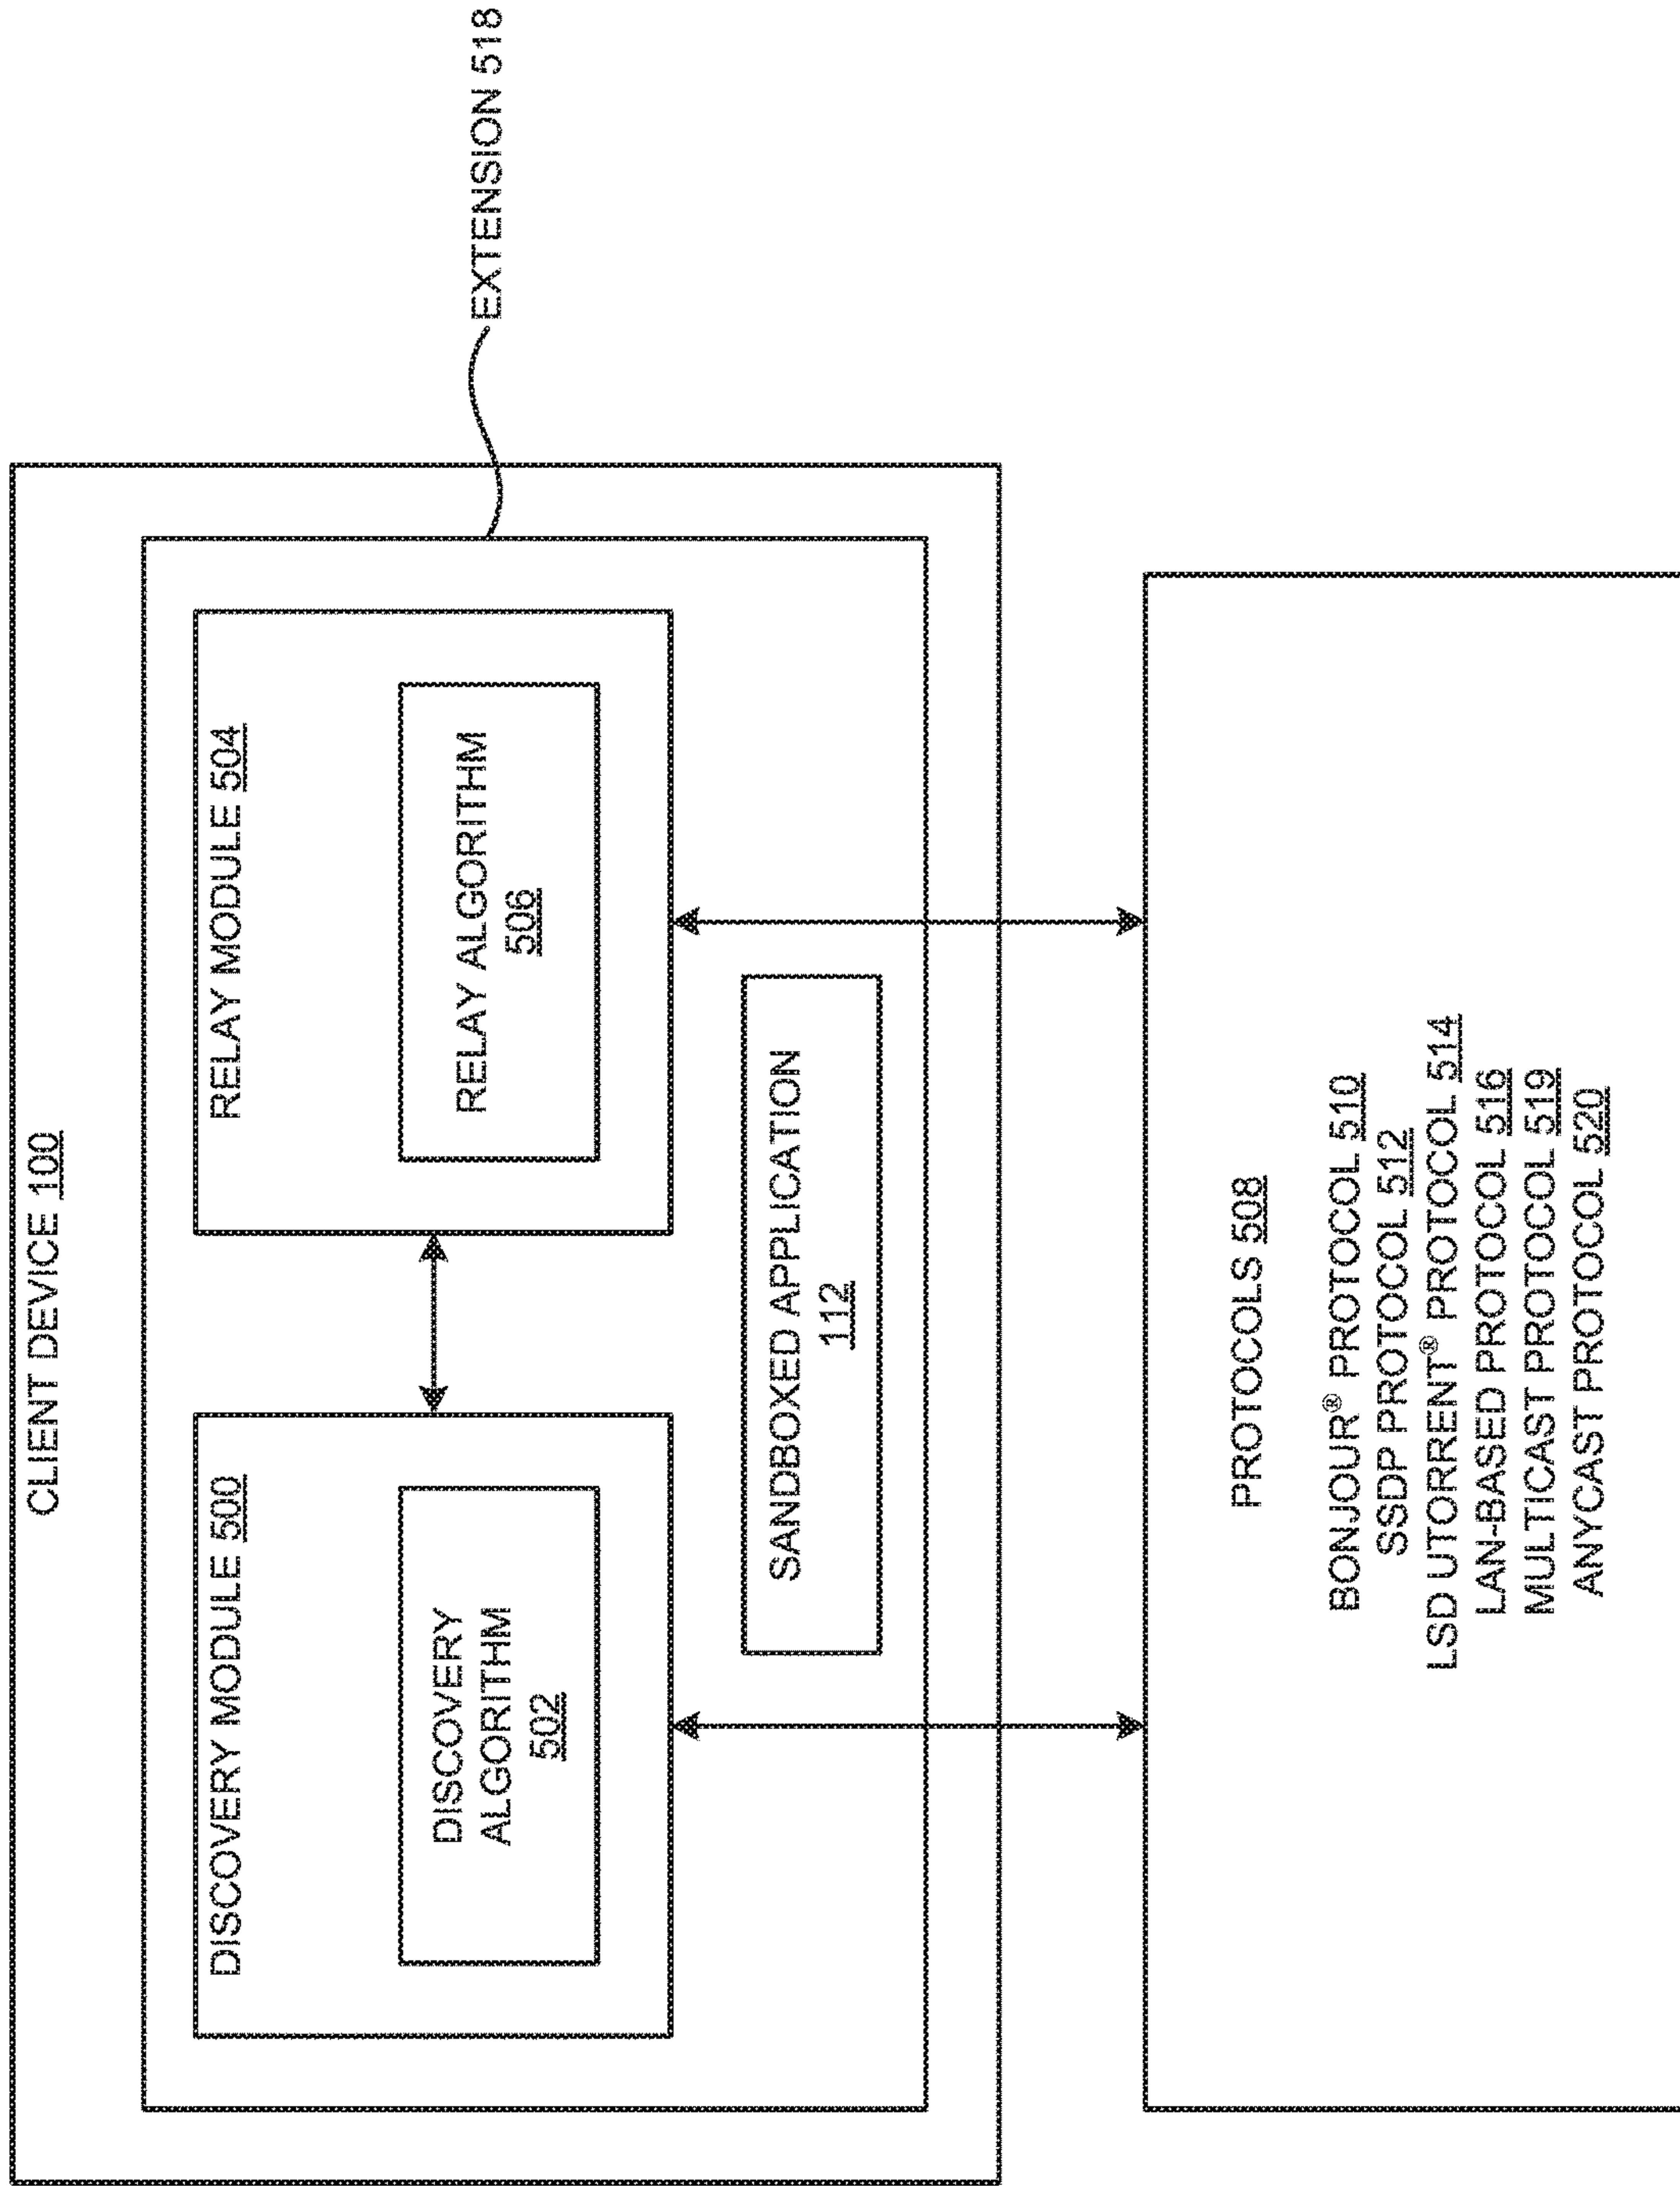 CLIENT DEVICE 100
EXTENSION 518
DISCOVERY MODULE 500
DISCOVERY
ALGORITHM
502
RELAY MODULE 504
RELAY ALGORITHM
506
SANDBOXED APPLICATION
112
PROTOCOLS 508
BONJOUR® PROTOCOL 510
SSDP PROTOCOL 512
LSD UTORRENT® PROTOCOL 514
LAN-BASED PROTOCOL 516
MULTICAST PROTOCOL 519
ANYCAST PROTOCOL 520